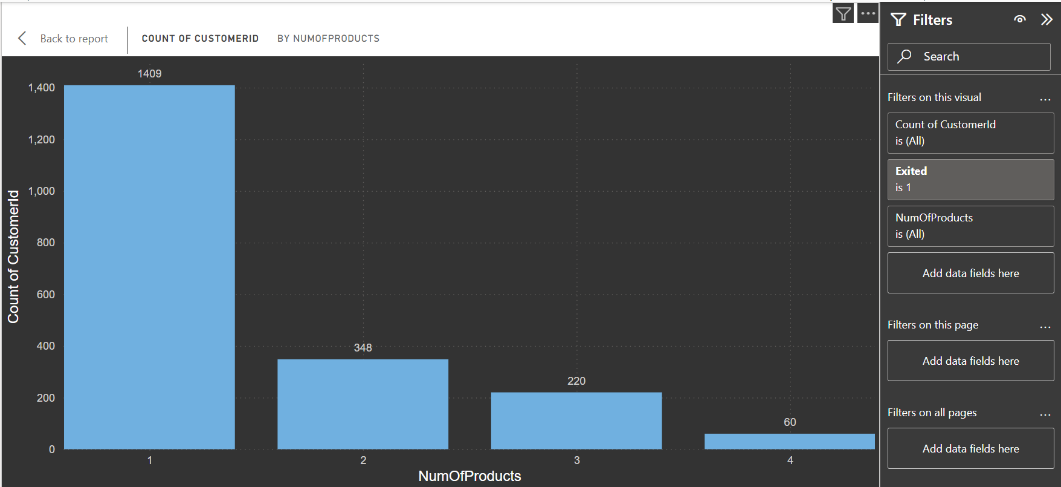 Back to report
COUNT OF CUSTOMERID BY NUMOFPRODUCTS
1409
348
220
60
1,400
1,200
1,000
800
600
400
200
0
Count of CustomerId
1 2 3 4
NumOfProducts
Filters
Search
Filters on this visual
Count of CustomerId
is (All)
Exited
is 1
NumOfProducts
is (All)
Add data fields here
Filters on this page
Add data fields here
Filters on all pages
Add data fields here